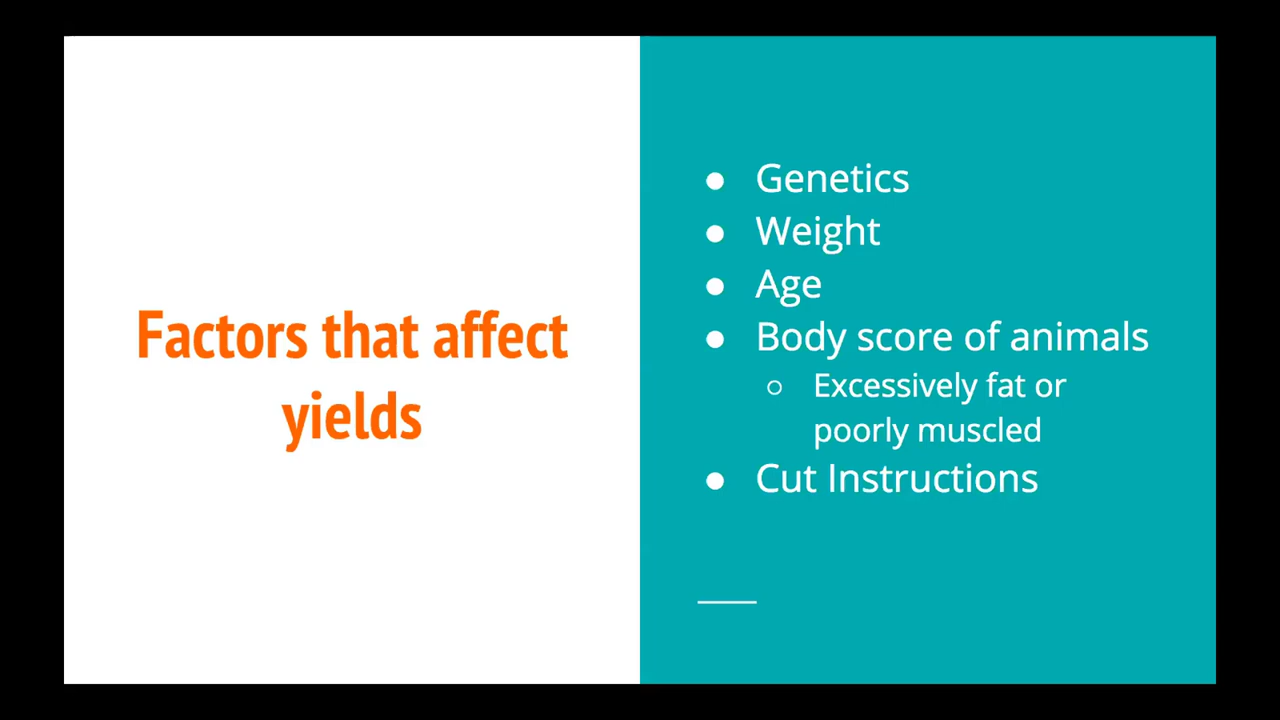 Factors that affect
yields
● Genetics
● Weight
● Age
● Body score of animals
○ Excessively fat or
poorly muscled
● Cut Instructions